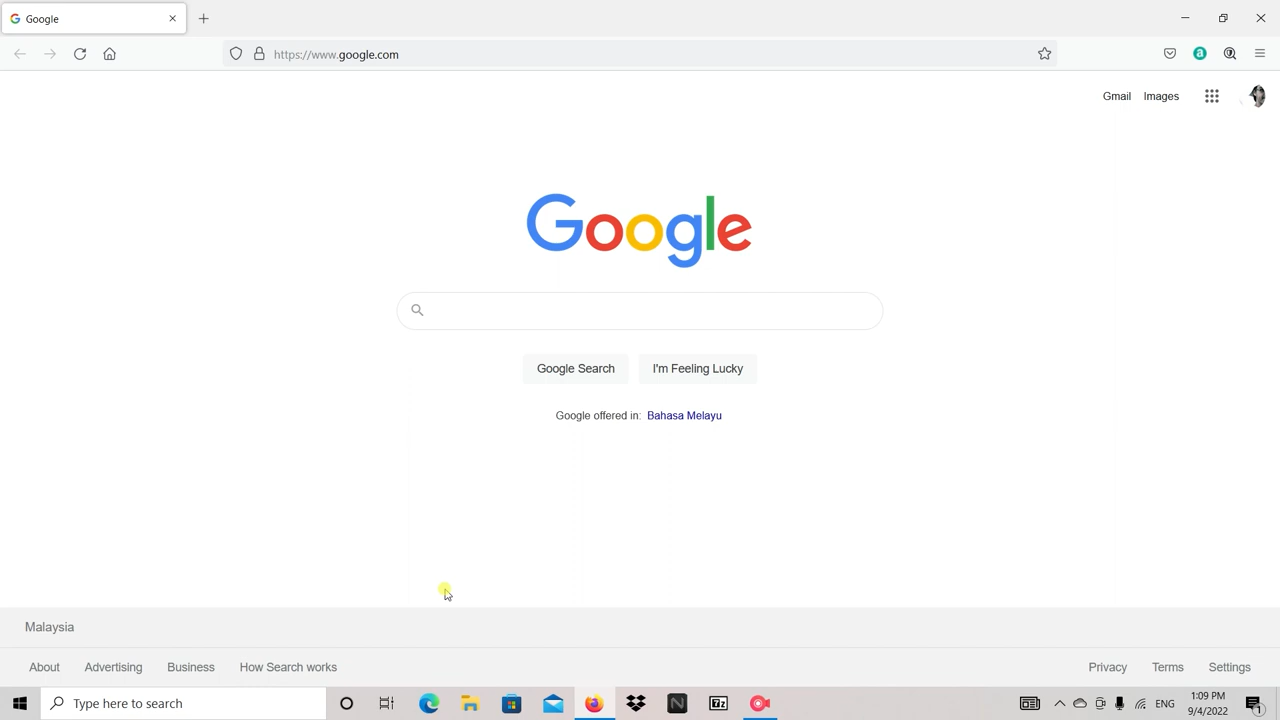 Google
https://www.google.com
Gmail Images
Google
Google Search I'm Feeling Lucky
Google offered in: Bahasa Melayu
Malaysia
About Advertising Business How Search works Privacy Terms Settings
Type here to search
7z
ENG
1:09 PM
9/4/2022
1